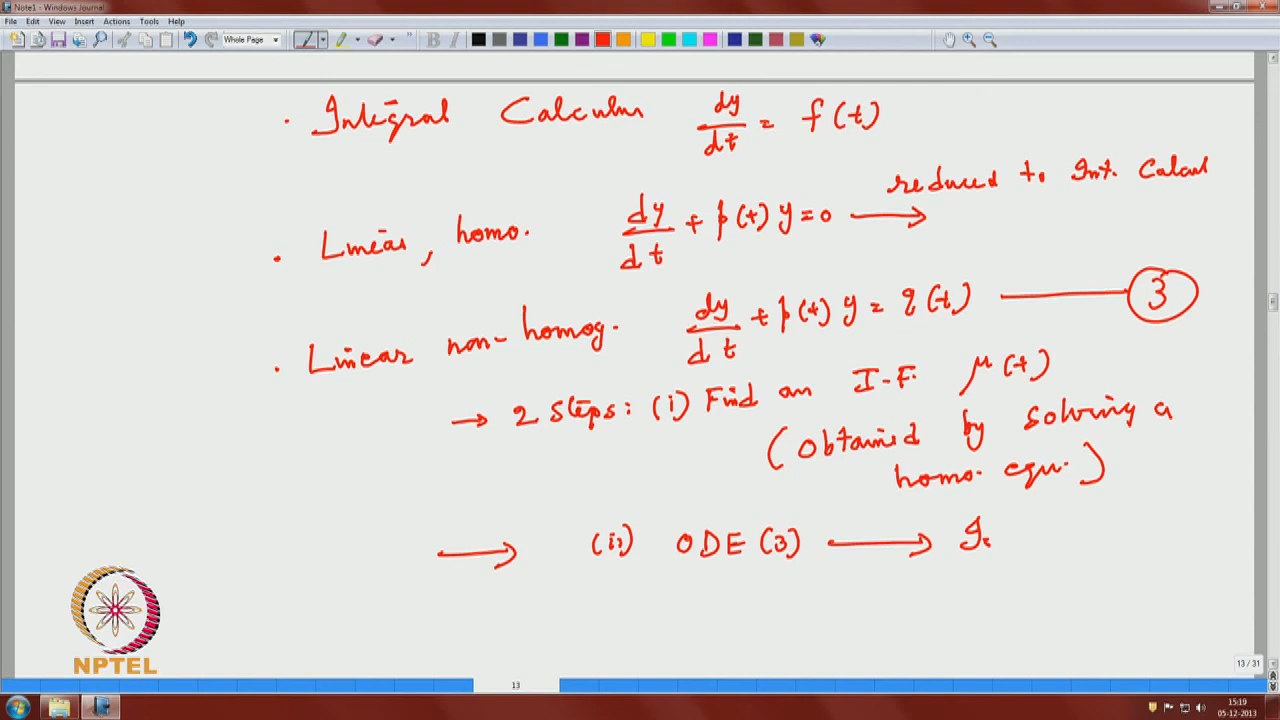 Note1 - Windows Journal
File Edit View Insert Actions Tools Help
Whole Page
. Integral Calculus dy/dt = f(t)
. Linear, homo. dy/dt + p(t) y = 0 ⟶ reduced to Int. Calcul
. Linear non-homog. dy/dt + p(t) y = q(t) — 3
→ 2 Steps: (i) Find an I.F. μ(t)
(Obtained by solving a
homo. equ.)
⟶ (ii) ODE (3) ⟶
NPTEL
13 / 31
13
15:19
05-12-2013